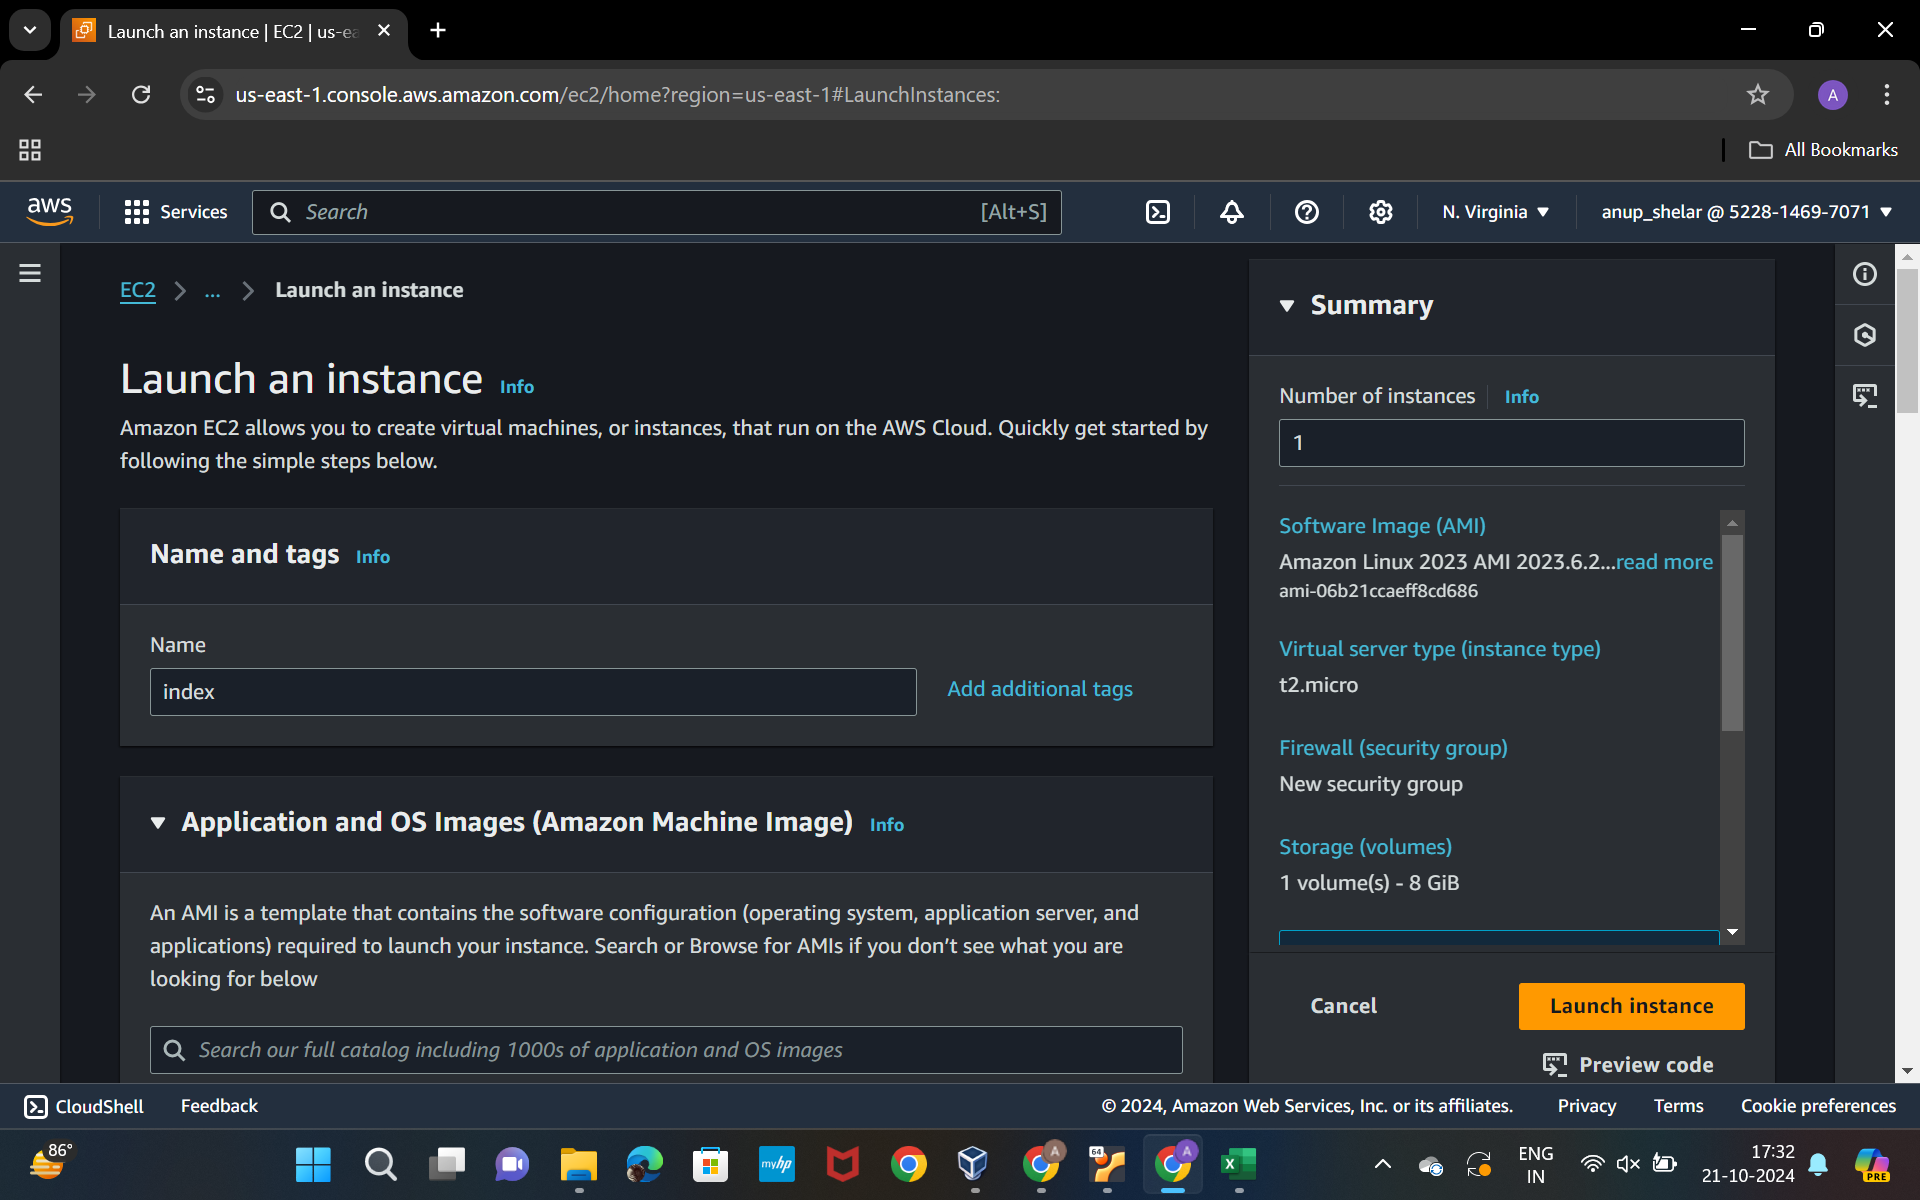 Launch an instance | EC2 | us-ea
us-east-1.console.aws.amazon.com/ec2/home?region=us-east-1#LaunchInstances:
A
All Bookmarks
aws
Services
Search
[Alt+S]
N. Virginia
anup_shelar @ 5228-1469-7071
EC2
...
Launch an instance
Launch an instance Info
Amazon EC2 allows you to create virtual machines, or instances, that run on the AWS Cloud. Quickly get started by
following the simple steps below.
Name and tags Info
Name
index
Add additional tags
Application and OS Images (Amazon Machine Image) Info
An AMI is a template that contains the software configuration (operating system, application server, and
applications) required to launch your instance. Search or Browse for AMIs if you don’t see what you are
looking for below
Search our full catalog including 1000s of application and OS images
Summary
Number of instances Info
1
Software Image (AMI)
Amazon Linux 2023 AMI 2023.6.2...read more
ami-06b21ccaeff8cd686
Virtual server type (instance type)
t2.micro
Firewall (security group)
New security group
Storage (volumes)
1 volume(s) - 8 GiB
Cancel
Launch instance
Preview code
CloudShell
Feedback
© 2024, Amazon Web Services, Inc. or its affiliates.
Privacy
Terms
Cookie preferences
86°
myhp
A
64
A
X
ENG
IN
17:32
21-10-2024
PRE